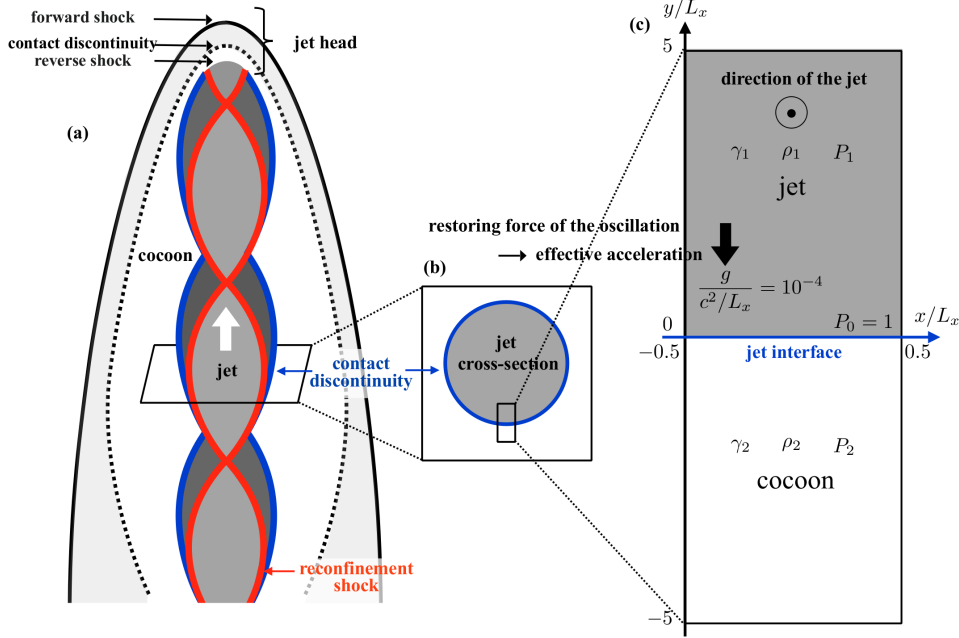 forward shock
contact discontinuity
reverse shock
jet head
(a)
cocoon
jet
contact
discontinuity
reconfinement
shock
restoring force of the oscillation
→ effective acceleration
(b)
jet
cross-section
(c)
y/L_x
5
direction of the jet
γ_1 ρ_1 P_1
jet
g
c^2/L_x = 10^{-4}
P_0 = 1
x/L_x
0
−0.5
0.5
jet interface
γ_2 ρ_2 P_2
cocoon
−5